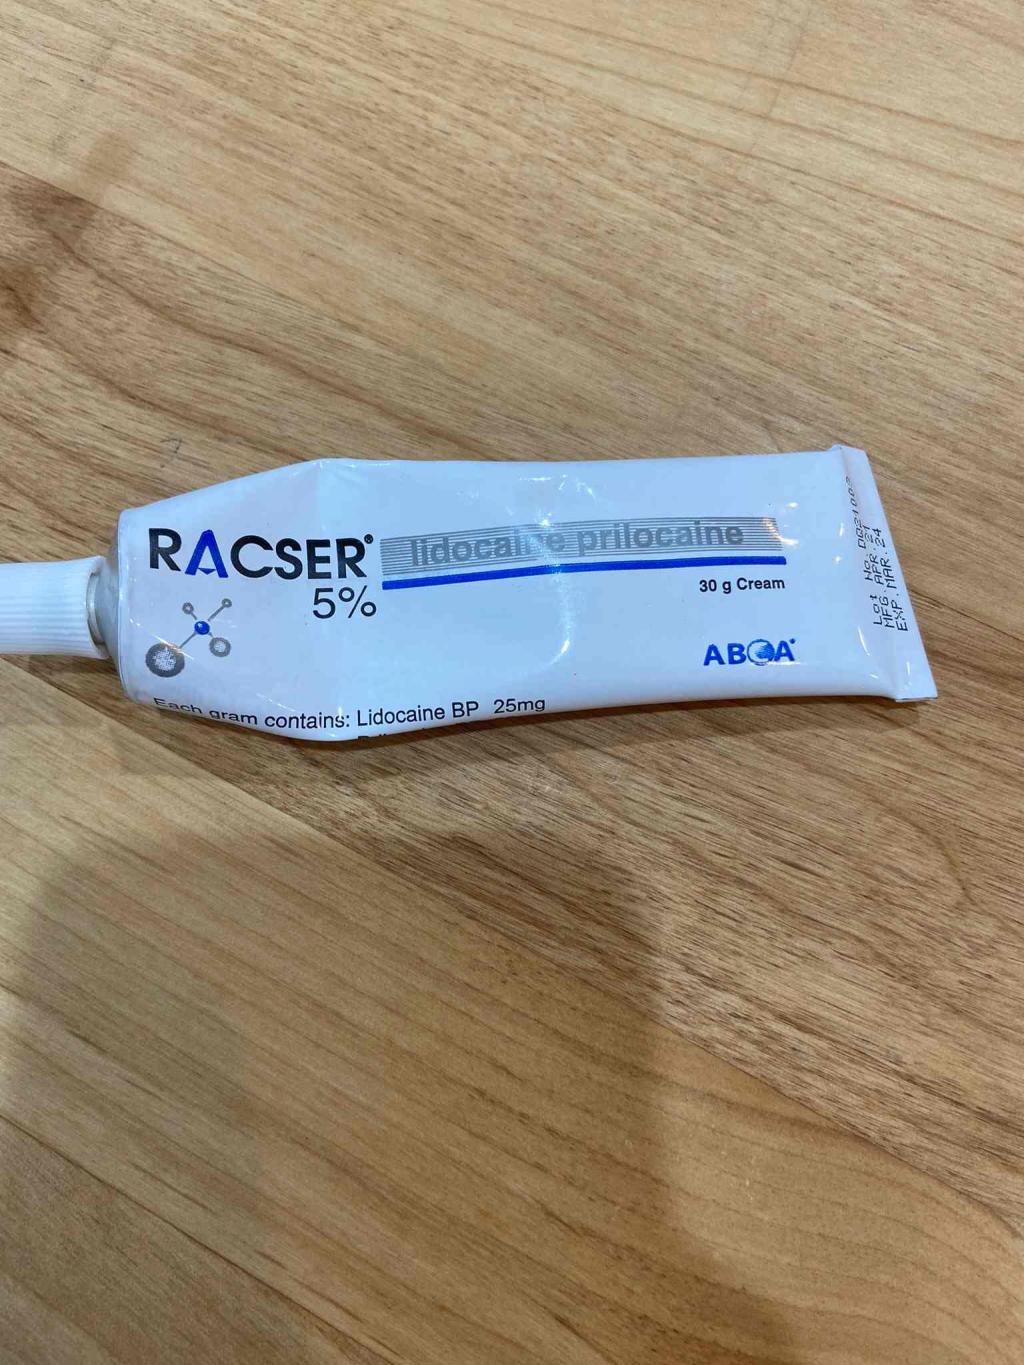 RACSER®
5%
lidocaine prilocaine
30 g Cream
ABOA
Each gram contains: Lidocaine BP 25mg
Lot No. 
MFG. APR. 21
EXP. MAR. 24